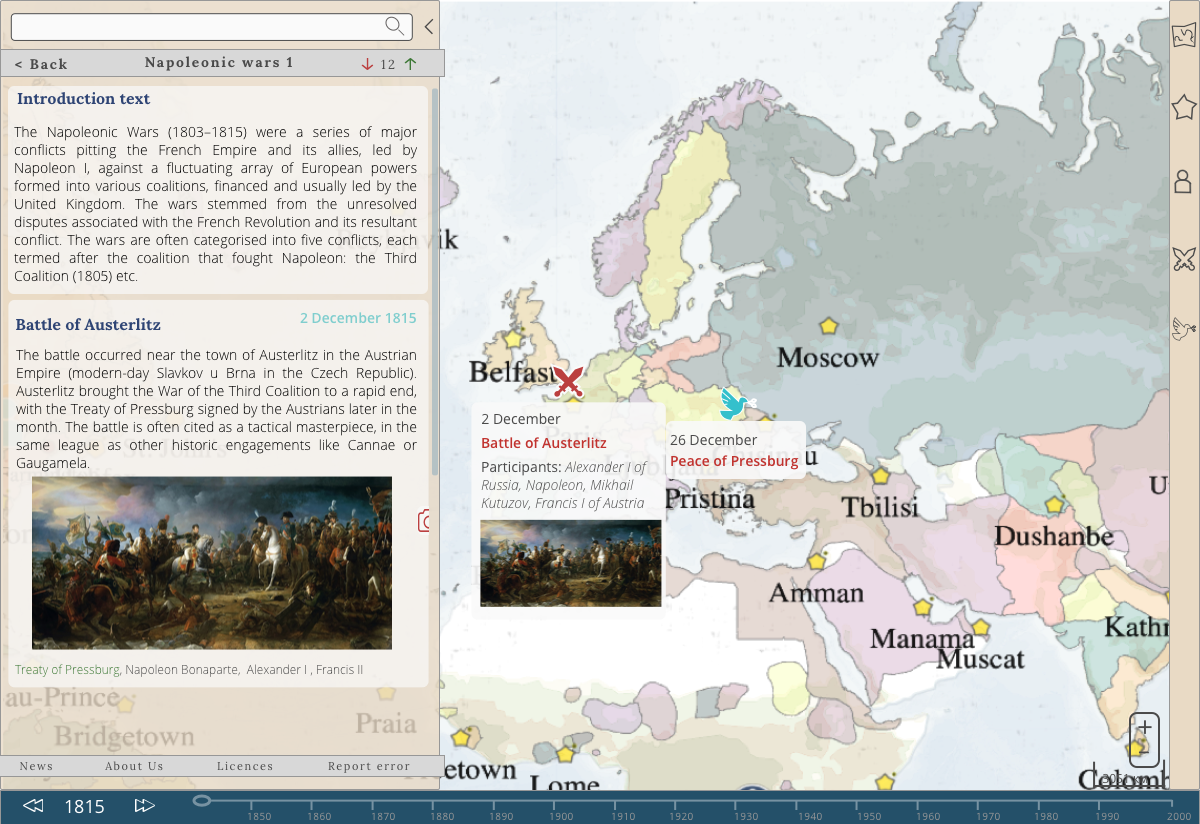 < Back
Napoleonic wars 1
12
Introduction text
The Napoleonic Wars (1803–1815) were a series of major
conflicts pitting the French Empire and its allies, led by
Napoleon I, against a fluctuating array of European powers
formed into various coalitions, financed and usually led by the
United Kingdom. The wars stemmed from the unresolved
disputes associated with the French Revolution and its resultant
conflict. The wars are often categorised into five conflicts, each
termed after the coalition that fought Napoleon: the Third
Coalition (1805) etc.
Battle of Austerlitz
2 December 1815
The battle occurred near the town of Austerlitz in the Austrian
Empire (modern-day Slavkov u Brna in the Czech Republic).
Austerlitz brought the War of the Third Coalition to a rapid end,
with the Treaty of Pressburg signed by the Austrians later in the
month. The battle is often cited as a tactical masterpiece, in the
same league as other historic engagements like Cannae or
Gaugamela.
Treaty of Pressburg, Napoleon Bonaparte, Alexander I , Francis II
au-Prince
Bridgetown
Praia
News
About Us
Licences
Report error
vik
Moscow
Belfast
2 December
Battle of Austerlitz
Participants: Alexander I of
Russia, Napoleon, Mikhail
Kutuzov, Francis I of Austria
26 December
Peace of Pressburg
Pristina
Tbilisi
Dushanbe
U
Amman
Manama
Muscat
Kathr
etown
Lome
Colomb
1815
1850
1860
1870
1880
1890
1900
1910
1920
1930
1940
1950
1960
1970
1980
1990
2000